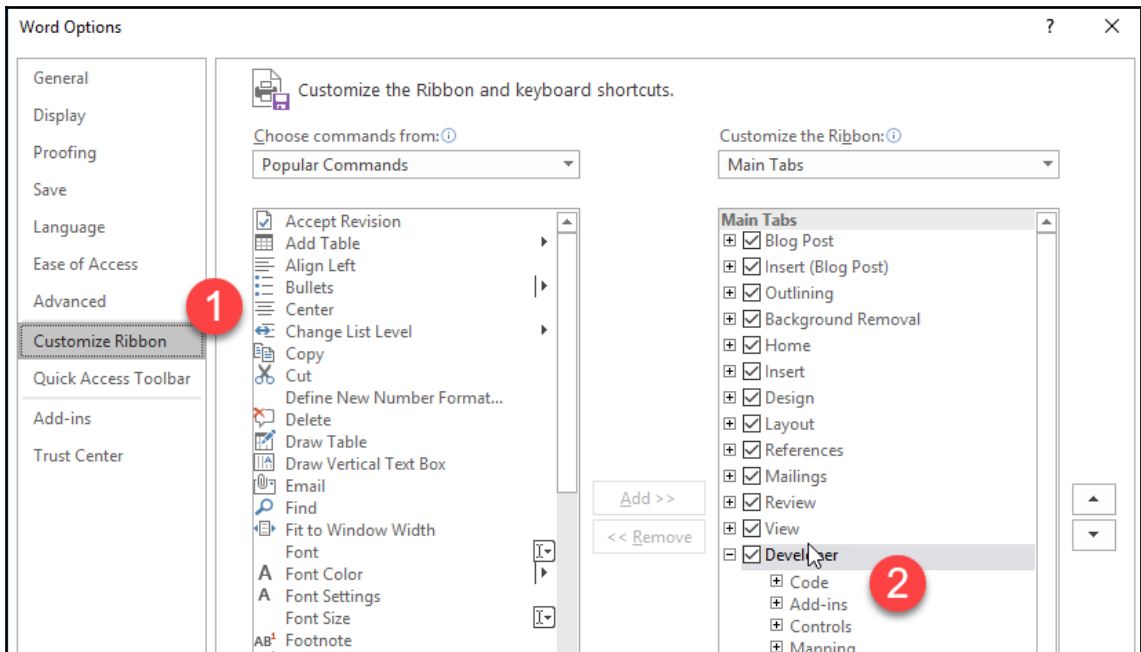 Word Options
?
General
Display
Proofing
Save
Language
Ease of Access
Advanced
Customize Ribbon
Quick Access Toolbar
Add-ins
Trust Center
1
Customize the Ribbon and keyboard shortcuts.
Choose commands from:
Popular Commands
Accept Revision
Add Table
Align Left
Bullets
Center
Change List Level
Copy
Cut
Define New Number Format...
Delete
Draw Table
Draw Vertical Text Box
Email
Find
Fit to Window Width
Font
Font Color
Font Settings
Font Size
Footnote
Add >>
<< Remove
Customize the Ribbon:
Main Tabs
Main Tabs
Blog Post
Insert (Blog Post)
Outlining
Background Removal
Home
Insert
Design
Layout
References
Mailings
Review
View
Developer
2
Code
Add-ins
Controls
Mapping